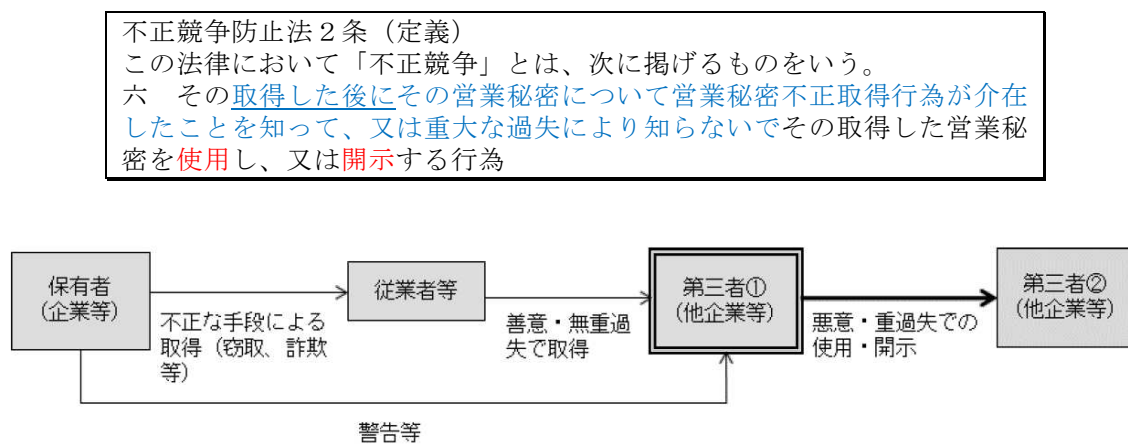 不正競争防止法２条（定義）
この法律において「不正競争」とは、次に掲げるものをいう。
六　その取得した後にその営業秘密について営業秘密不正取得行為が介在
したことを知って、又は重大な過失により知らないでその取得した営業秘
密を使用し、又は開示する行為
保有者
(企業等)
不正な手段による
取得（窃取、詐欺
等）
従業者等
善意・無重過
失で取得
第三者①
(他企業等)
悪意・重過失での
使用・開示
第三者②
(他企業等)
警告等